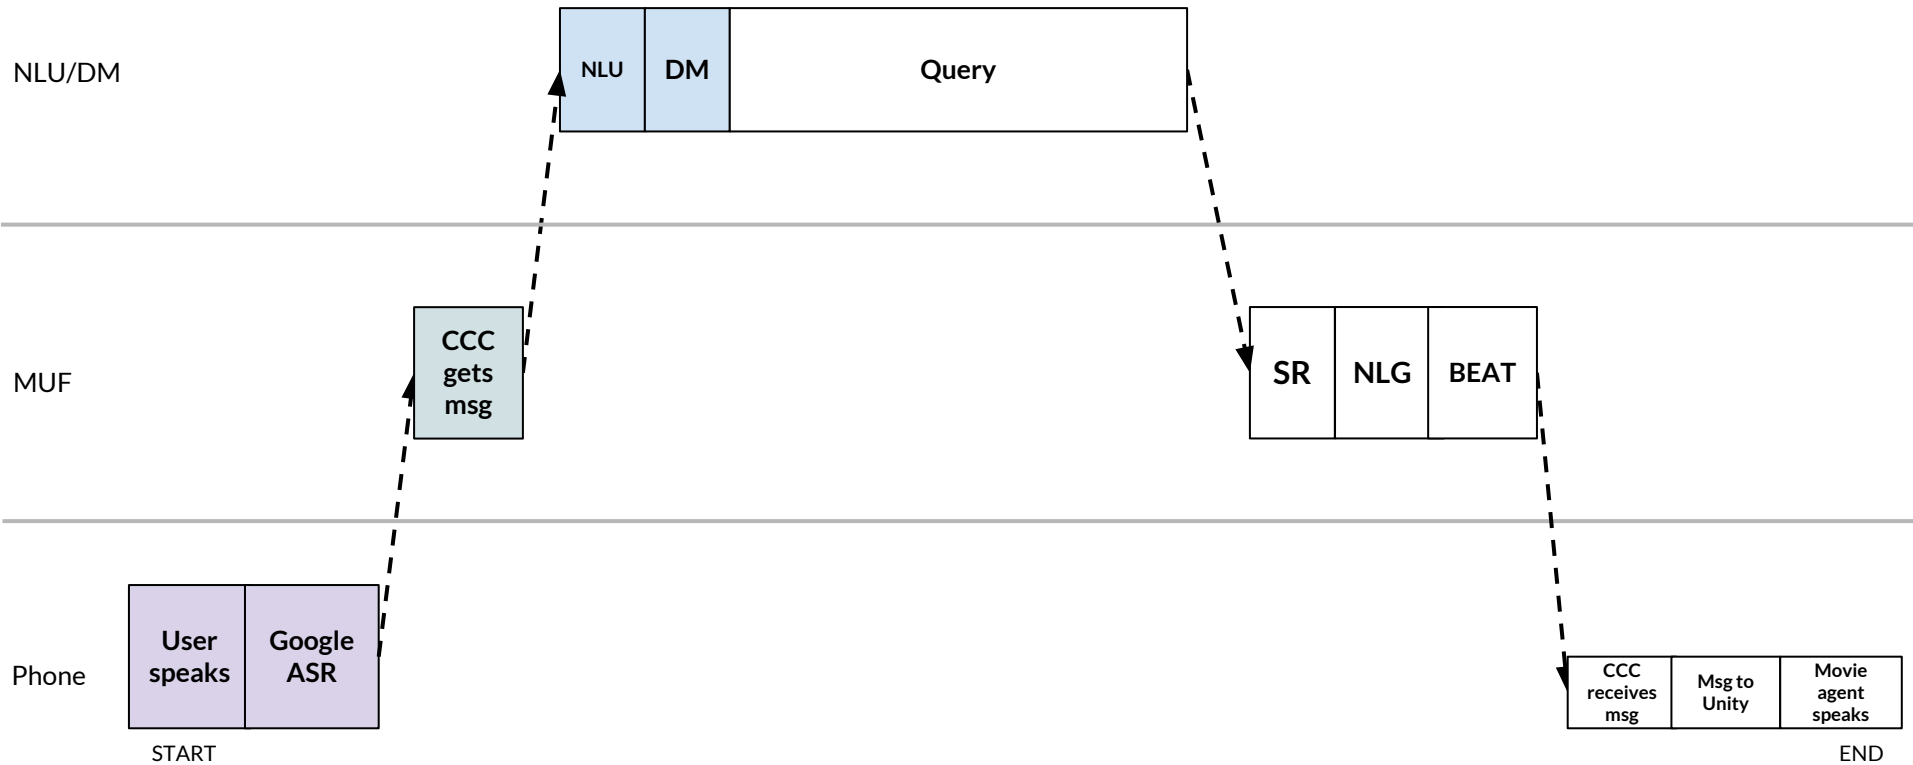 NLU/DM
NLU
DM
Query
MUF
CCC
gets
msg
SR
NLG
BEAT
Phone
User
speaks
Google
ASR
CCC
receives
msg
Msg to
Unity
Movie
agent
speaks
START
END